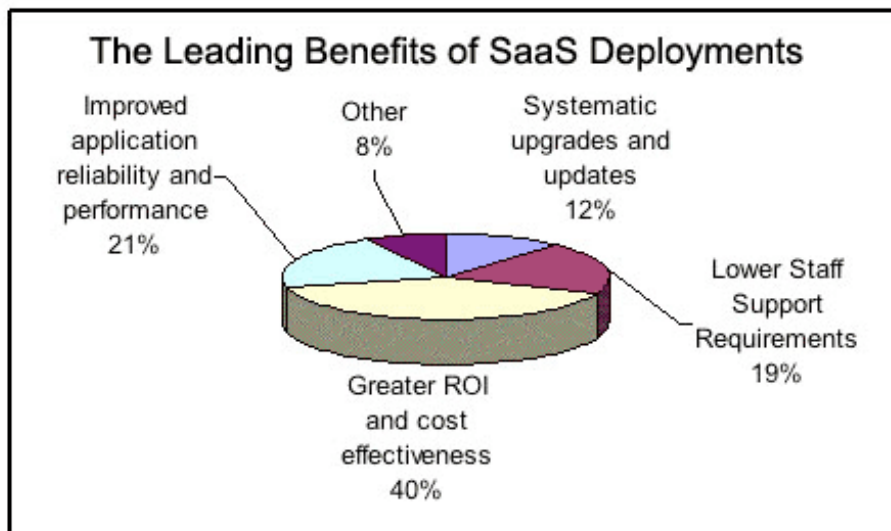 The Leading Benefits of SaaS Deployments
Improved
application
reliability and
performance
21%
Other
8%
Systematic
upgrades and
updates
12%
Lower Staff
Support
Requirements
19%
Greater ROI
and cost
effectiveness
40%